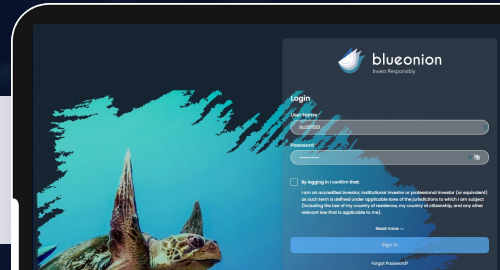 blueonion
Invest Responsibly
Login
User Name
Password
By logging in I confirm that:
I am an accredited investor, institutional investor or professional investor (or equivalent)
as such term is defined under applicable laws of the jurisdictions to which I am subject
(including the law of my country of residence, my country of citizenship, and any other
relevant law that is applicable to me).
Read more
Sign In
Forgot Password?